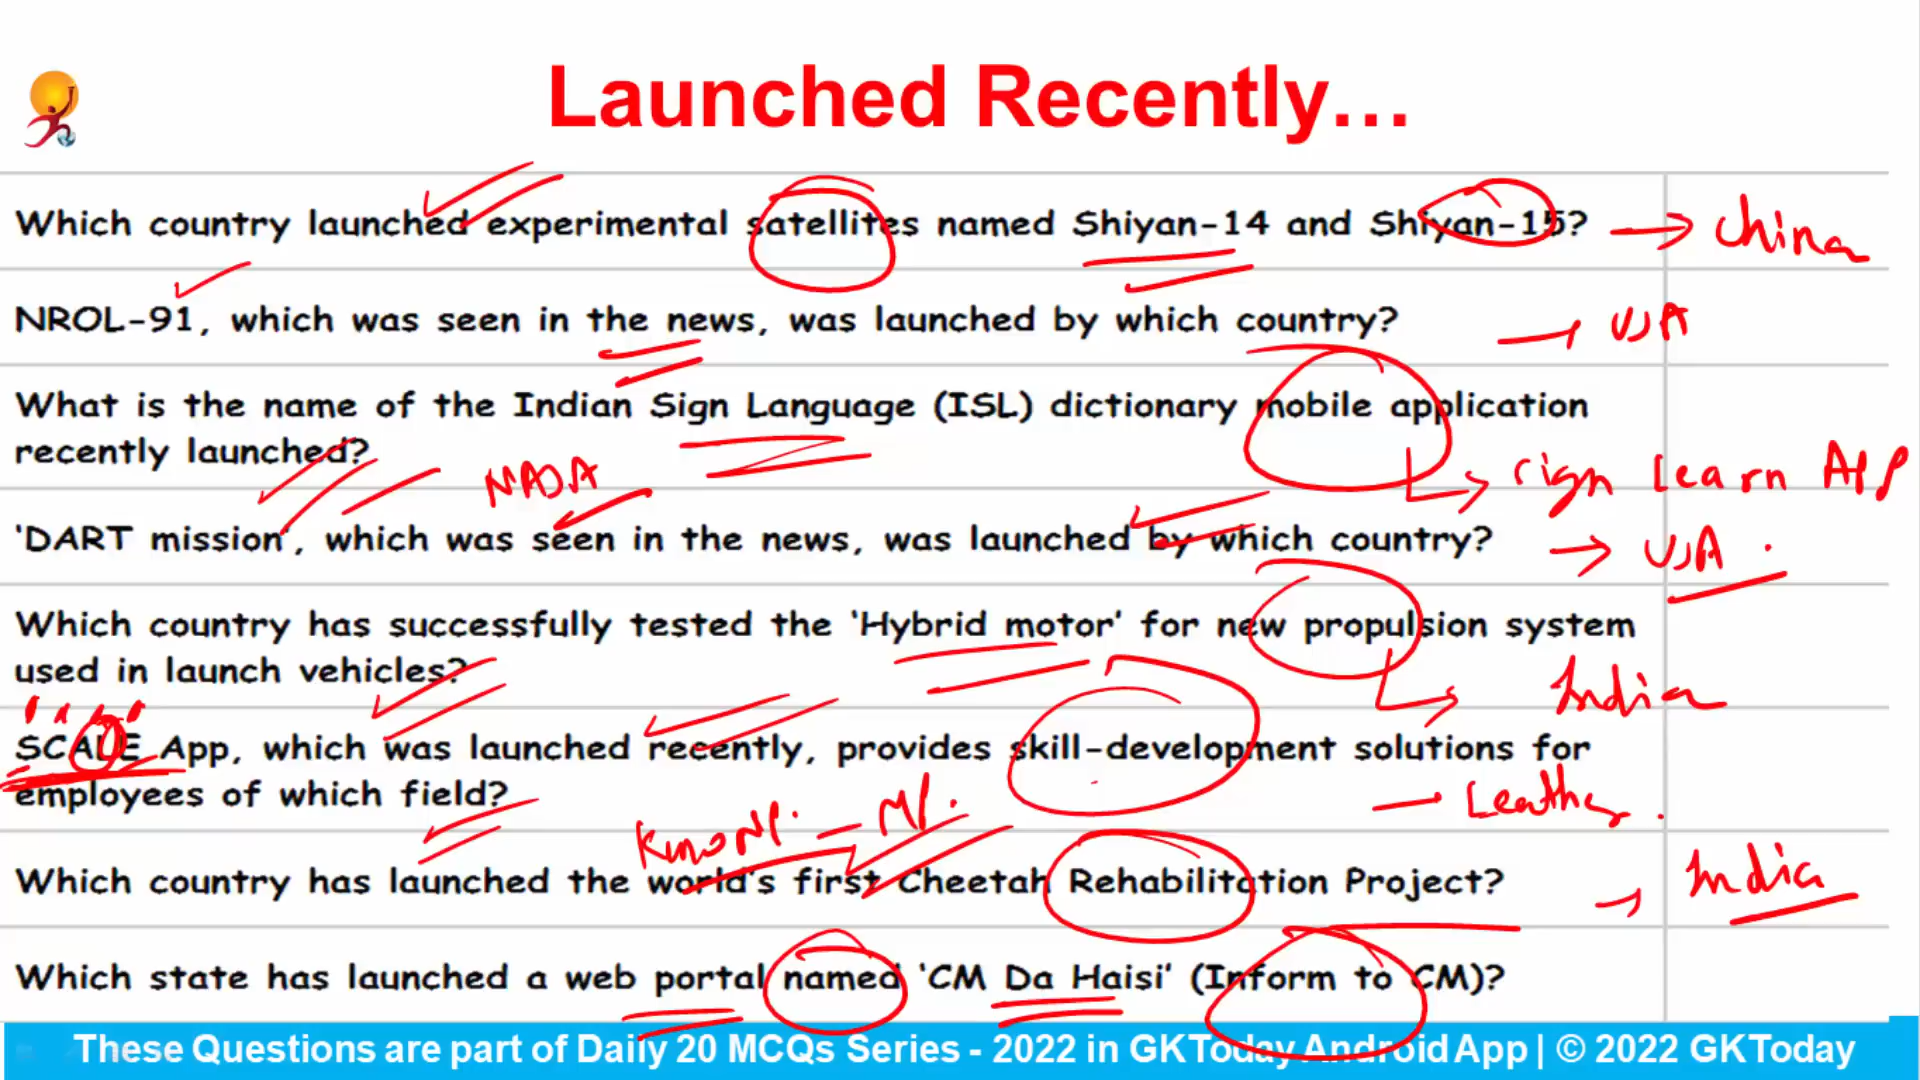 Launched Recently...
Which country launched experimental satellites named Shiyan-14 and Shiyan-15? → China
NROL-91, which was seen in the news, was launched by which country? → USA
What is the name of the Indian Sign Language (ISL) dictionary mobile application
recently launched?
Sign Learn App
'DART mission', which was seen in the news, was launched by which country? → USA
Which country has successfully tested the 'Hybrid motor' for new propulsion system
used in launch vehicles?
India
SCALE App, which was launched recently, provides skill-development solutions for
employees of which field?
Leather
Kuno NP. - MP.
Which country has launched the world's first Cheetah Rehabilitation Project? → India
Which state has launched a web portal named 'CM Da Haisi' (Inform to CM)?
These Questions are part of Daily 20 MCQs Series - 2022 in GKToday Android App | © 2022 GKToday